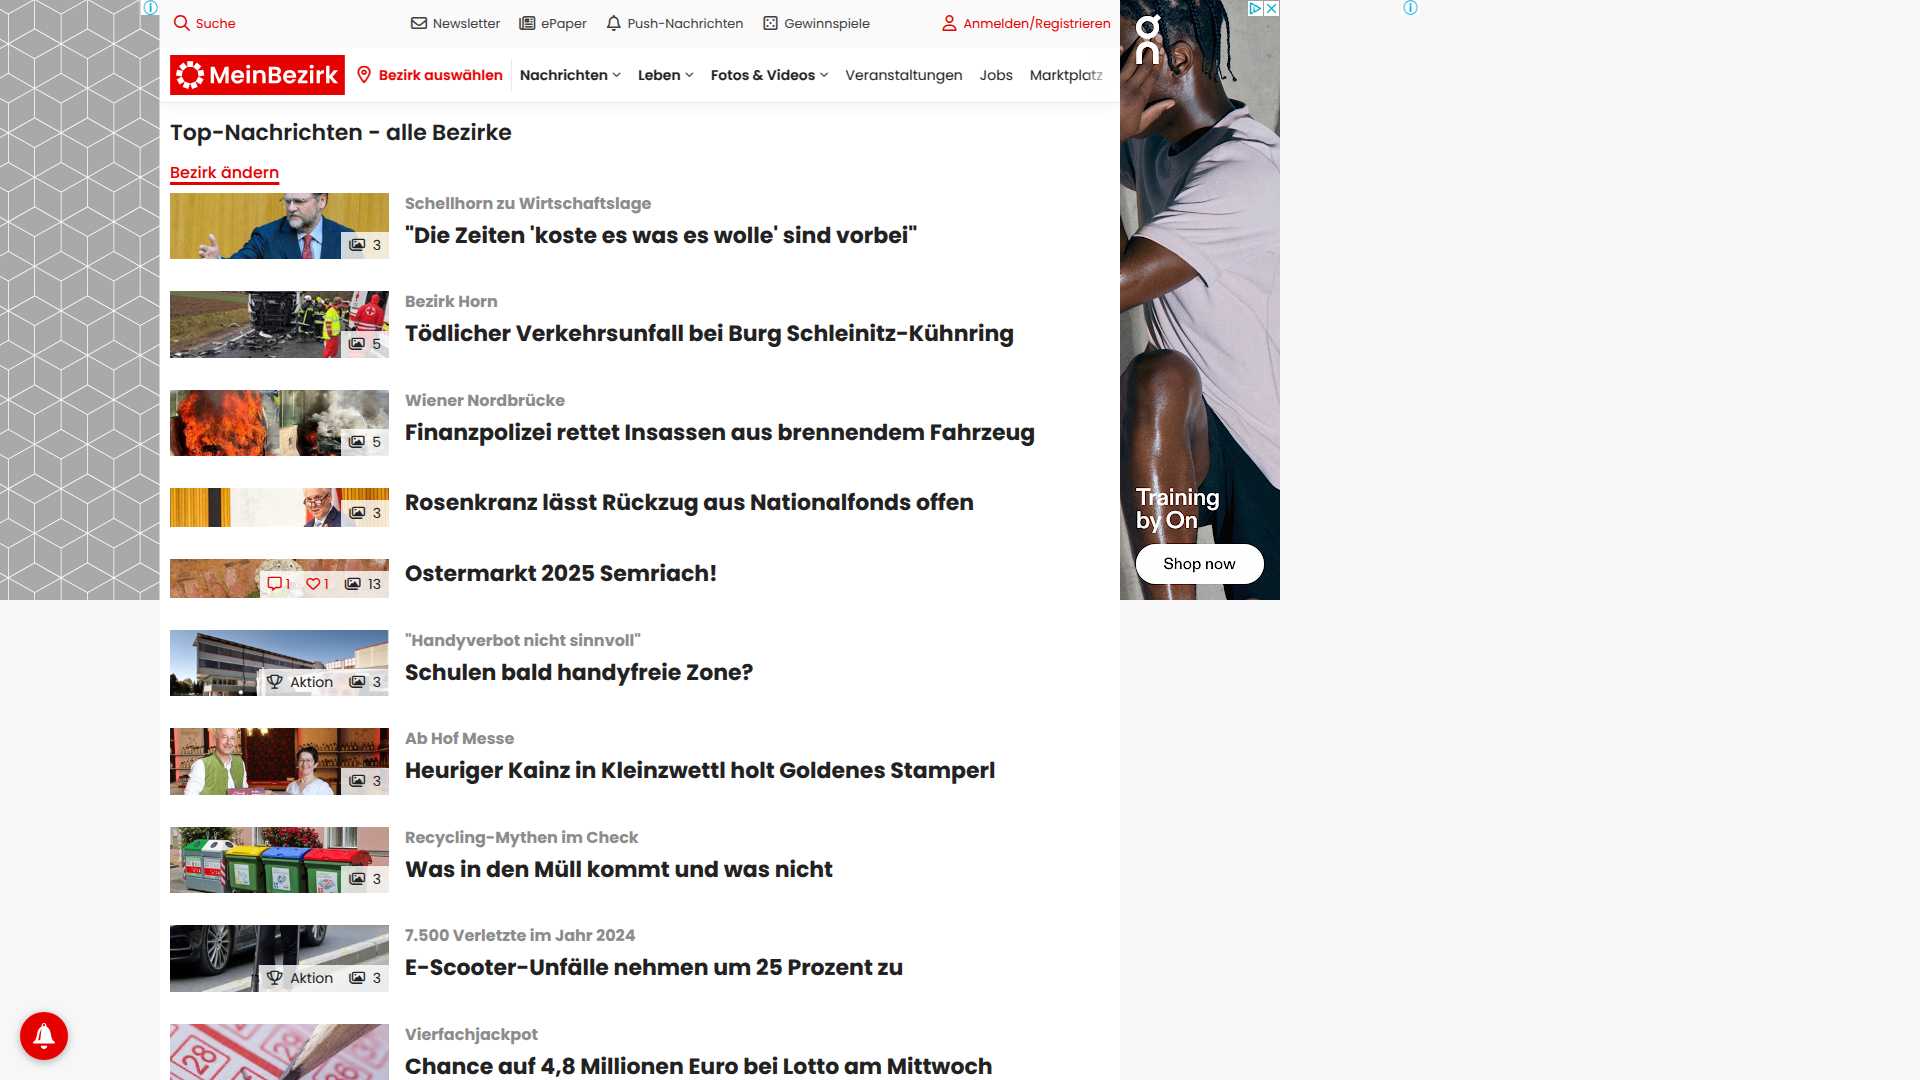 Suche
Newsletter
ePaper
Push-Nachrichten
Gewinnspiele
Anmelden/Registrieren
MeinBezirk
Bezirk auswählen
Nachrichten
Leben
Fotos & Videos
Veranstaltungen
Jobs
Marktplatz
Top-Nachrichten - alle Bezirke
Bezirk ändern
3
Schellhorn zu Wirtschaftslage
"Die Zeiten 'koste es was es wolle' sind vorbei"
5
Bezirk Horn
Tödlicher Verkehrsunfall bei Burg Schleinitz-Kühnring
5
Wiener Nordbrücke
Finanzpolizei rettet Insassen aus brennendem Fahrzeug
3
Rosenkranz lässt Rückzug aus Nationalfonds offen
1 1 13
Ostermarkt 2025 Semriach!
Aktion 3
"Handyverbot nicht sinnvoll"
Schulen bald handyfreie Zone?
3
Ab Hof Messe
Heuriger Kainz in Kleinzwettl holt Goldenes Stamperl
3
Recycling-Mythen im Check
Was in den Müll kommt und was nicht
Aktion 3
7.500 Verletzte im Jahr 2024
E-Scooter-Unfälle nehmen um 25 Prozent zu
28 29
36
Vierfachjackpot
Chance auf 4,8 Millionen Euro bei Lotto am Mittwoch
on
Training
by On
Shop now